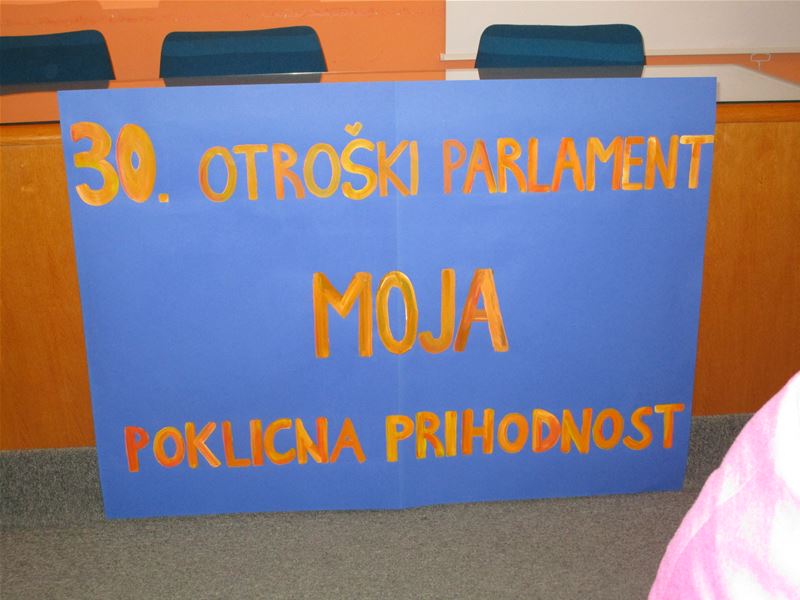 30. OTROŠKI PARLAMENT
MOJA
POKLICNA PRIHODNOST